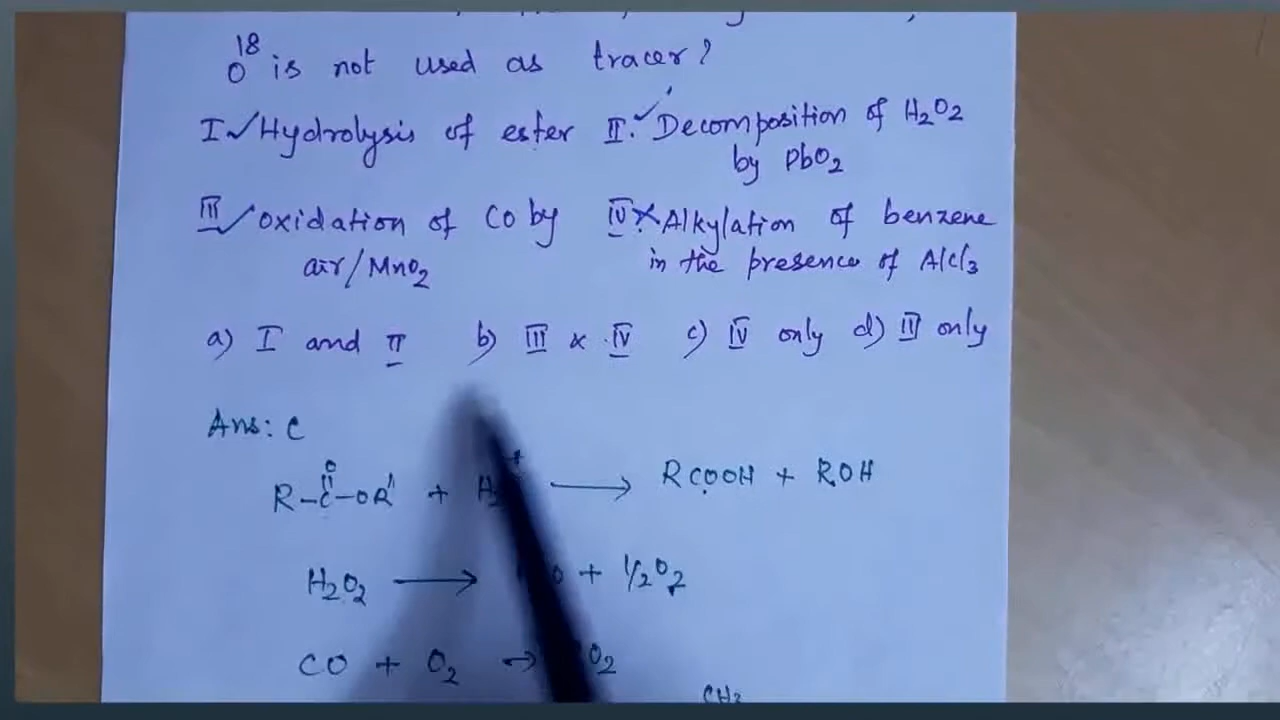 ¹⁸O is not used as tracer?
I✓Hydrolysis of ester II.✓Decomposition of H₂O₂
by PbO₂
III✓oxidation of CO by IV.×Alkylation of benzene
air/MnO₂ in the presence of AlCl₃
a) I and II b) III & IV c) IV only d) II only
Ans: C
O
R-C-OR' + H → RCOOH + ROH
H₂O₂ → + 1/2O₂
CO + O₂ → O₂